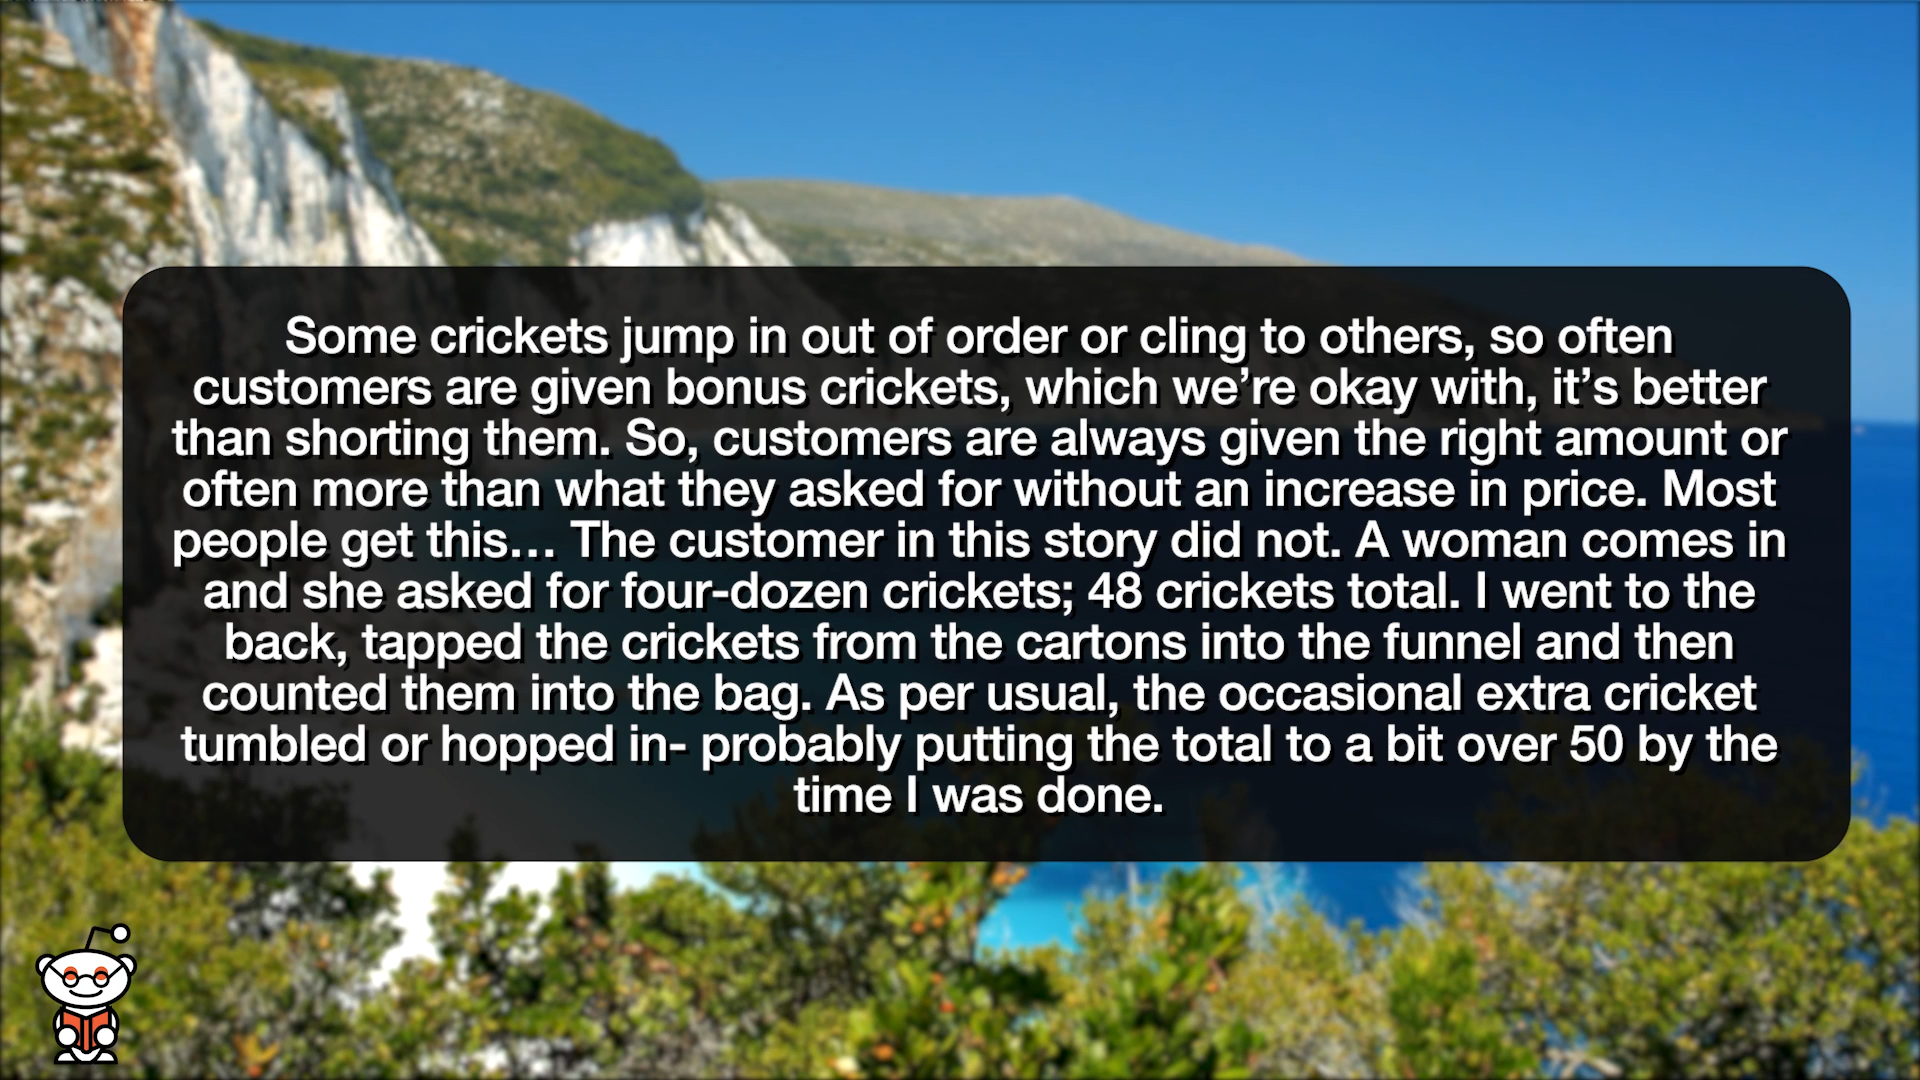 Some crickets jump in out of order or cling to others, so often
customers are given bonus crickets, which we’re okay with, it’s better
than shorting them. So, customers are always given the right amount or
often more than what they asked for without an increase in price. Most
people get this… The customer in this story did not. A woman comes in
and she asked for four-dozen crickets; 48 crickets total. I went to the
back, tapped the crickets from the cartons into the funnel and then
counted them into the bag. As per usual, the occasional extra cricket
tumbled or hopped in- probably putting the total to a bit over 50 by the
time I was done.